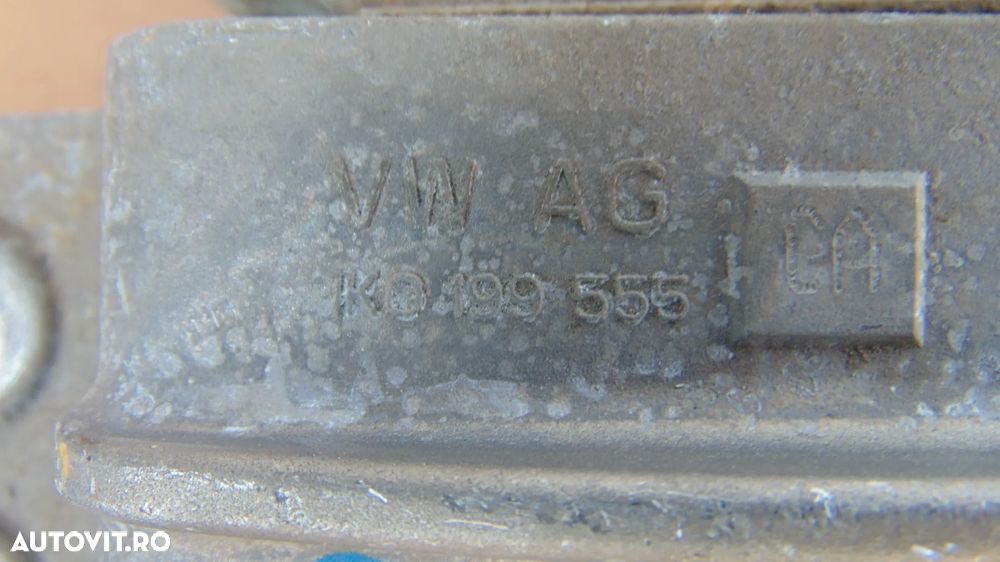 VW AG
1K0 199 555
CA
AUTOVIT.RO